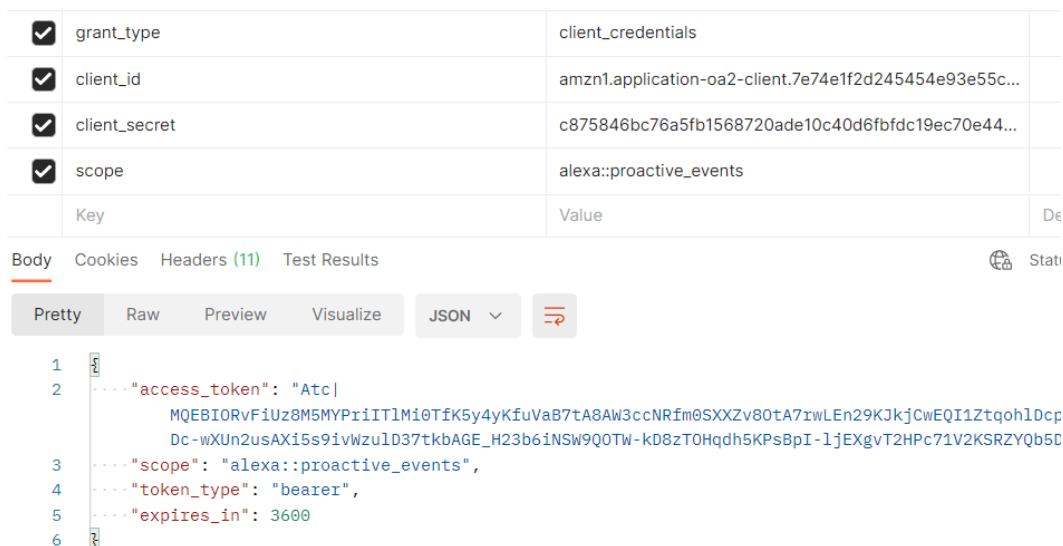 grant_type client_credentials
client_id amzn1.application-oa2-client.7e74e1f2d245454e93e55c...
client_secret c875846bc76a5fb1568720ade10c40d6fbfdc19ec70e44...
scope alexa::proactive_events
Key Value De
Body Cookies Headers (11) Test Results Stat
Pretty Raw Preview Visualize JSON
1 {
2 ····"access_token": "Atc|
MQEBIORvFiUz8M5MYPriITlMi0TfK5y4yKfuVaB7tA8AW3ccNRfm0SXXZv8OtA7rwLEn29KJkjCwEQI1ZtqohlDcp
Dc-wXUn2usAXi5s9ivWzulD37tkbAGE_H23b6iNSW9QOTW-kD8zTOHqdh5KPsBpI-ljEXgvT2HPc71V2KSRZYQb5D
3 ····"scope": "alexa::proactive_events",
4 ····"token_type": "bearer",
5 ····"expires_in": 3600
6 }